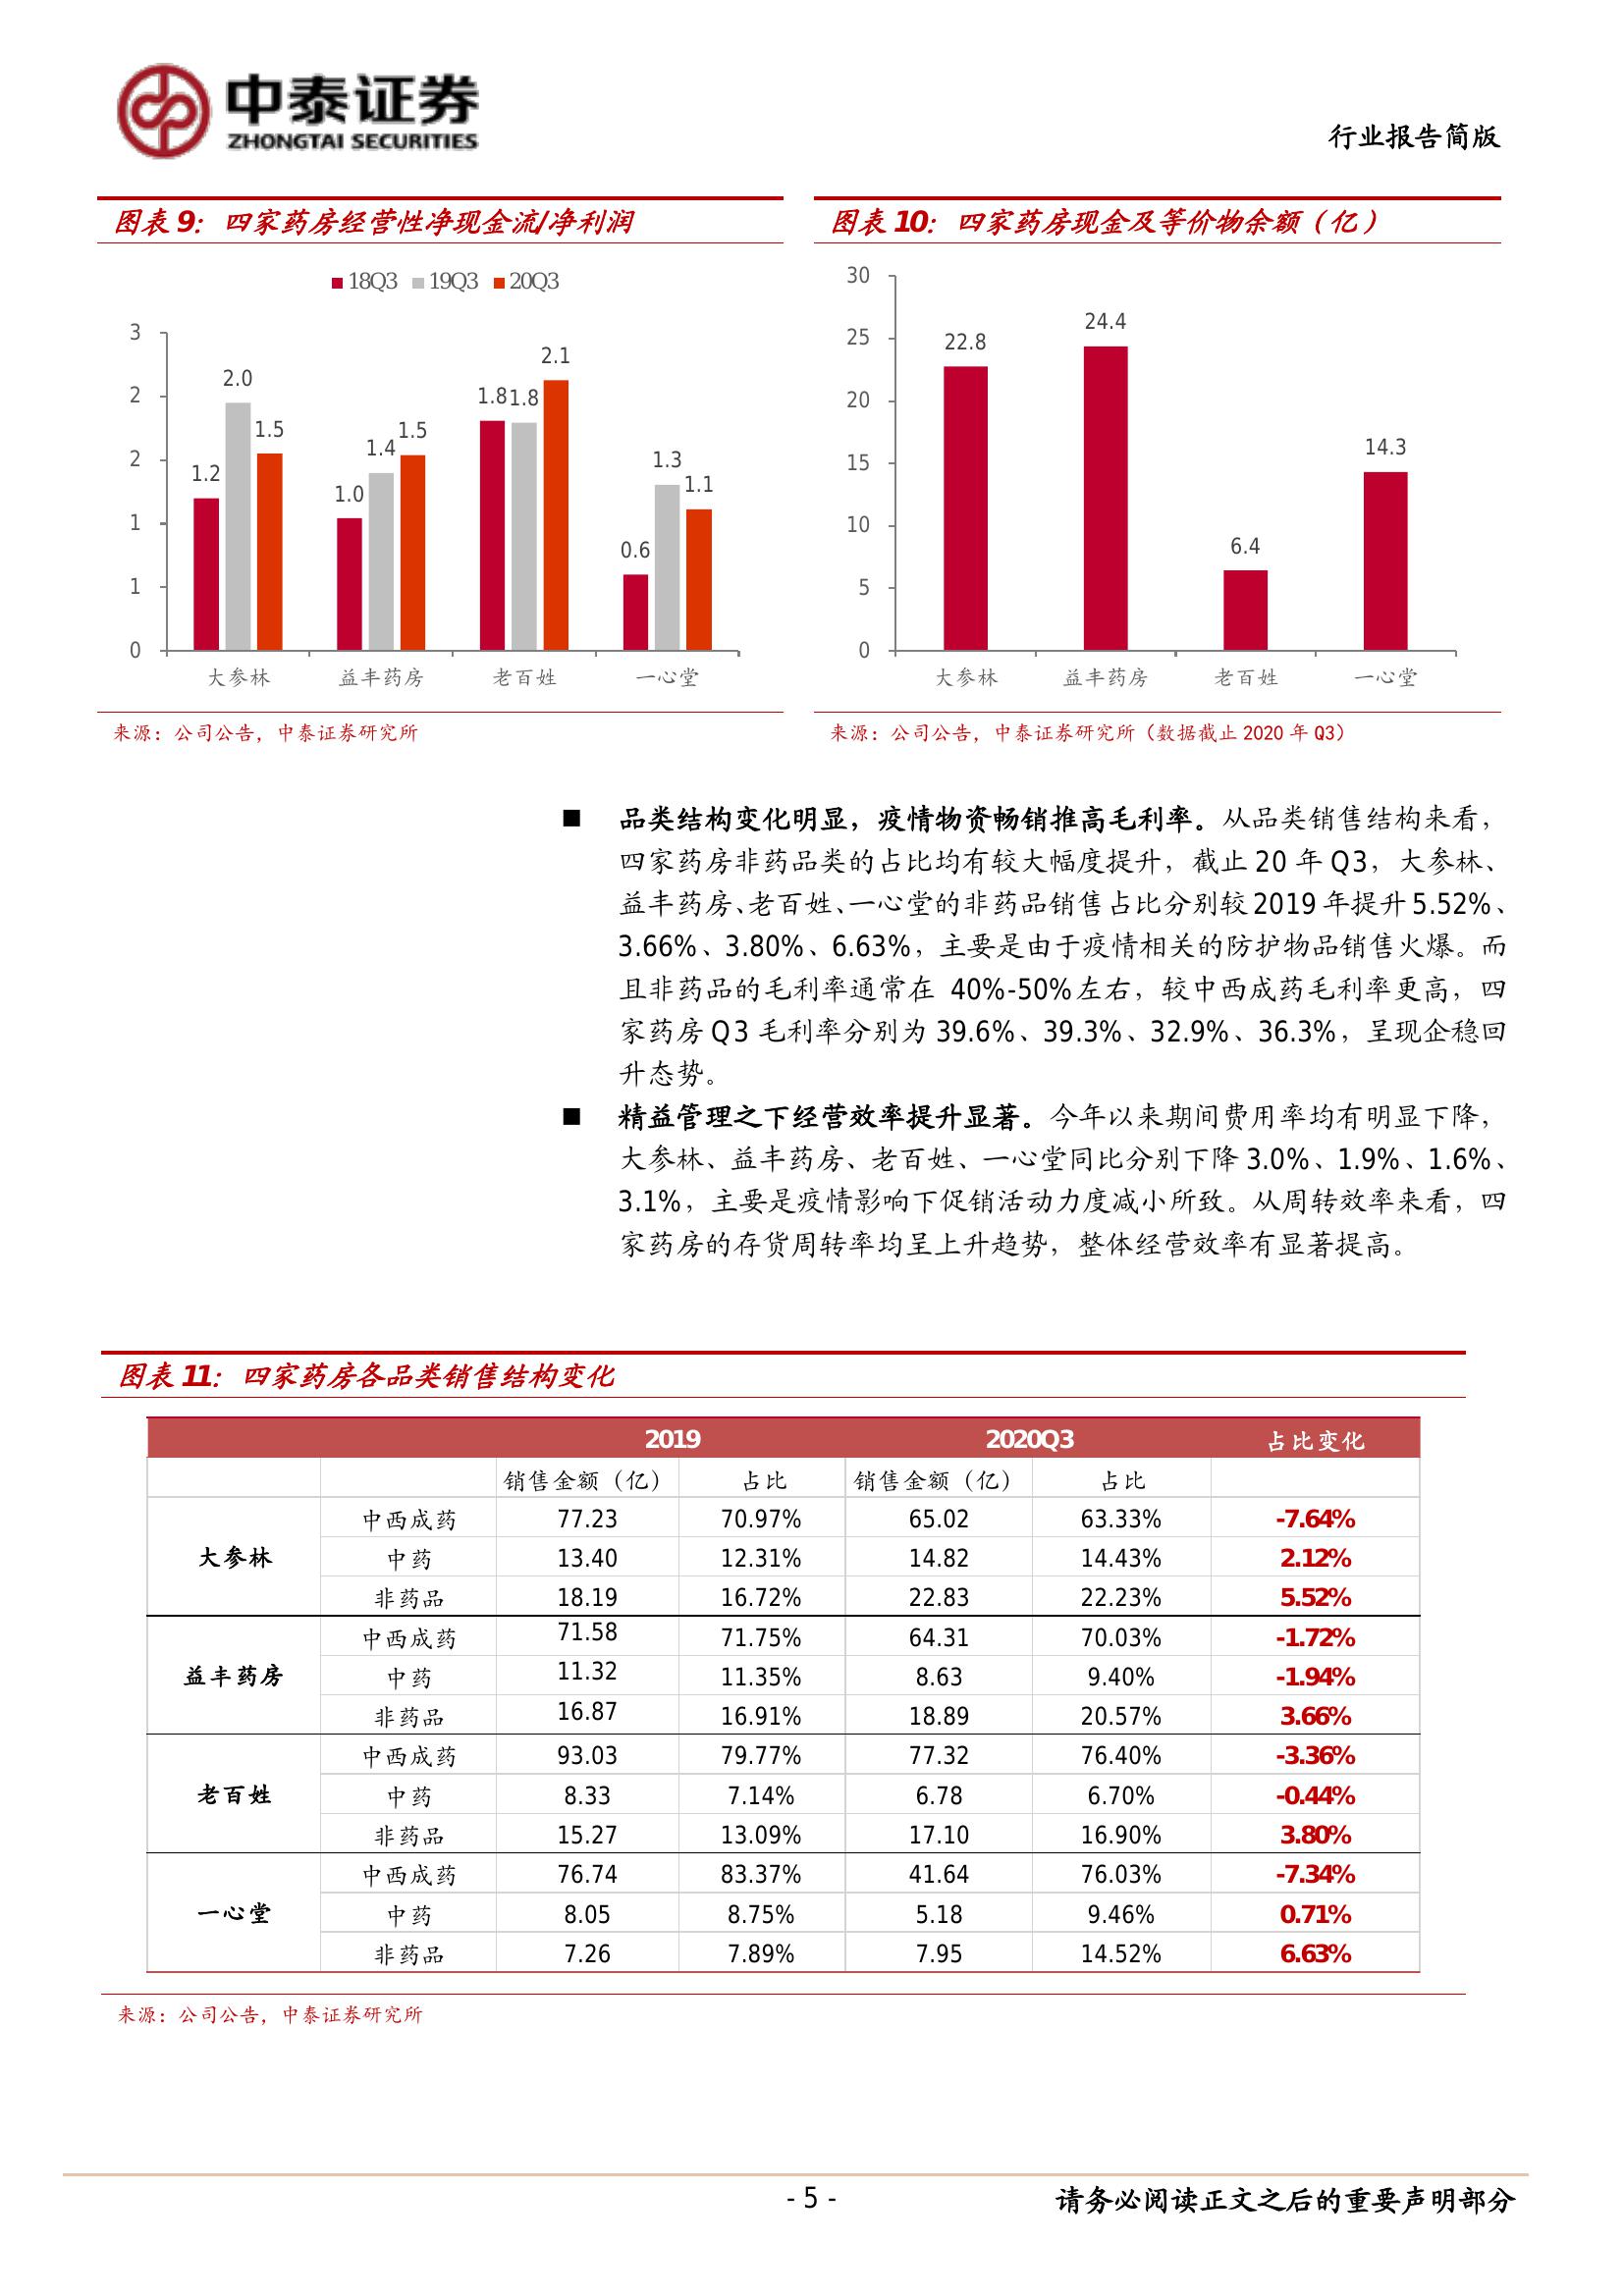 中泰证券
ZHONGTAI SECURITIES
行业报告简版
图表 9：四家药房经营性净现金流/净利润
18Q3 19Q3 20Q3
3
2
2
1
1
0
1.2 2.0 1.5
1.0 1.4 1.5
1.8 1.8 2.1
0.6 1.3 1.1
大参林 益丰药房 老百姓 一心堂
来源：公司公告，中泰证券研究所
图表 10：四家药房现金及等价物余额（亿）
30
25
20
15
10
5
0
22.8 24.4 6.4 14.3
大参林 益丰药房 老百姓 一心堂
来源：公司公告，中泰证券研究所（数据截止 2020 年 Q3）
■ 品类结构变化明显，疫情物资畅销推高毛利率。从品类销售结构来看，
四家药房非药品类的占比均有较大幅度提升，截止 20 年 Q3，大参林、
益丰药房、老百姓、一心堂的非药品销售占比分别较 2019 年提升 5.52%、
3.66%、3.80%、6.63%，主要是由于疫情相关的防护物品销售火爆。而
且非药品的毛利率通常在 40%-50%左右，较中西成药毛利率更高，四
家药房 Q3 毛利率分别为 39.6%、39.3%、32.9%、36.3%，呈现企稳回
升态势。
■ 精益管理之下经营效率提升显著。今年以来期间费用率均有明显下降，
大参林、益丰药房、老百姓、一心堂同比分别下降 3.0%、1.9%、1.6%、
3.1%，主要是疫情影响下促销活动力度减小所致。从周转效率来看，四
家药房的存货周转率均呈上升趋势，整体经营效率有显著提高。
图表 11：四家药房各品类销售结构变化
2019 2020Q3 占比变化
销售金额（亿） 占比 销售金额（亿） 占比
大参林
中西成药 77.23 70.97% 65.02 63.33% -7.64%
中药 13.40 12.31% 14.82 14.43% 2.12%
非药品 18.19 16.72% 22.83 22.23% 5.52%
益丰药房
中西成药 71.58 71.75% 64.31 70.03% -1.72%
中药 11.32 11.35% 8.63 9.40% -1.94%
非药品 16.87 16.91% 18.89 20.57% 3.66%
老百姓
中西成药 93.03 79.77% 77.32 76.40% -3.36%
中药 8.33 7.14% 6.78 6.70% -0.44%
非药品 15.27 13.09% 17.10 16.90% 3.80%
一心堂
中西成药 76.74 83.37% 41.64 76.03% -7.34%
中药 8.05 8.75% 5.18 9.46% 0.71%
非药品 7.26 7.89% 7.95 14.52% 6.63%
来源：公司公告，中泰证券研究所
- 5 -
请务必阅读正文之后的重要声明部分